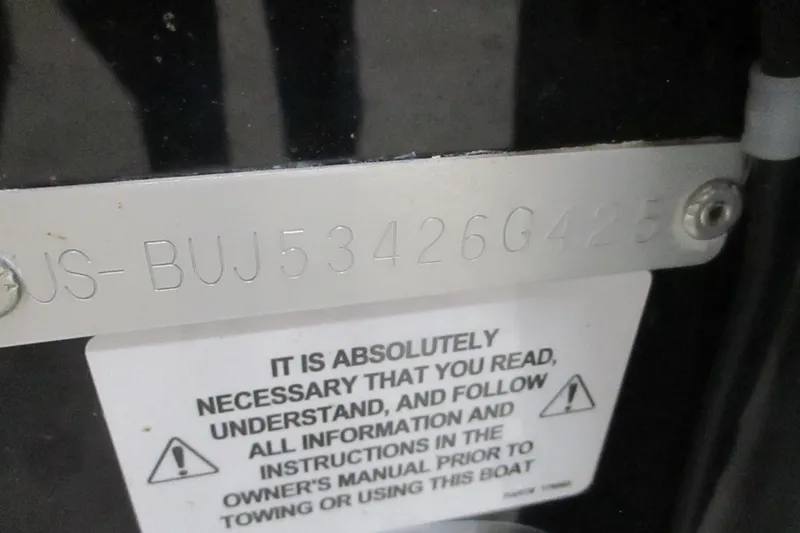 US-BUJ53426G425
IT IS ABSOLUTELY
NECESSARY THAT YOU READ,
UNDERSTAND, AND FOLLOW
ALL INFORMATION AND
INSTRUCTIONS IN THE
OWNER'S MANUAL PRIOR TO
TOWING OR USING THIS BOAT